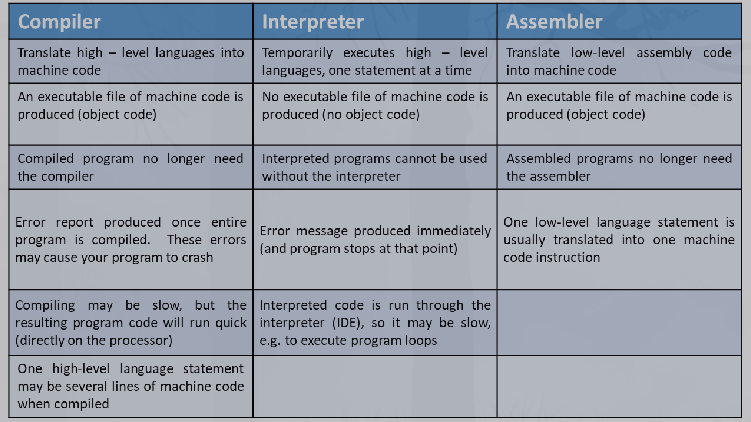 Compiler
Interpreter
Assembler
Translate high – level languages into
machine code
Temporarily executes high – level
languages, one statement at a time
Translate low-level assembly code
into machine code
An executable file of machine code is
produced (object code)
No executable file of machine code is
produced (no object code)
An executable file of machine code is
produced (object code)
Compiled program no longer need
the compiler
Interpreted programs cannot be used
without the interpreter
Assembled programs no longer need
the assembler
Error report produced once entire
program is compiled. These errors
may cause your program to crash
Error message produced immediately
(and program stops at that point)
One low-level language statement is
usually translated into one machine
code instruction
Compiling may be slow, but the
resulting program code will run quick
(directly on the processor)
Interpreted code is run through the
interpreter (IDE), so it may be slow,
e.g. to execute program loops
One high-level language statement
may be several lines of machine code
when compiled